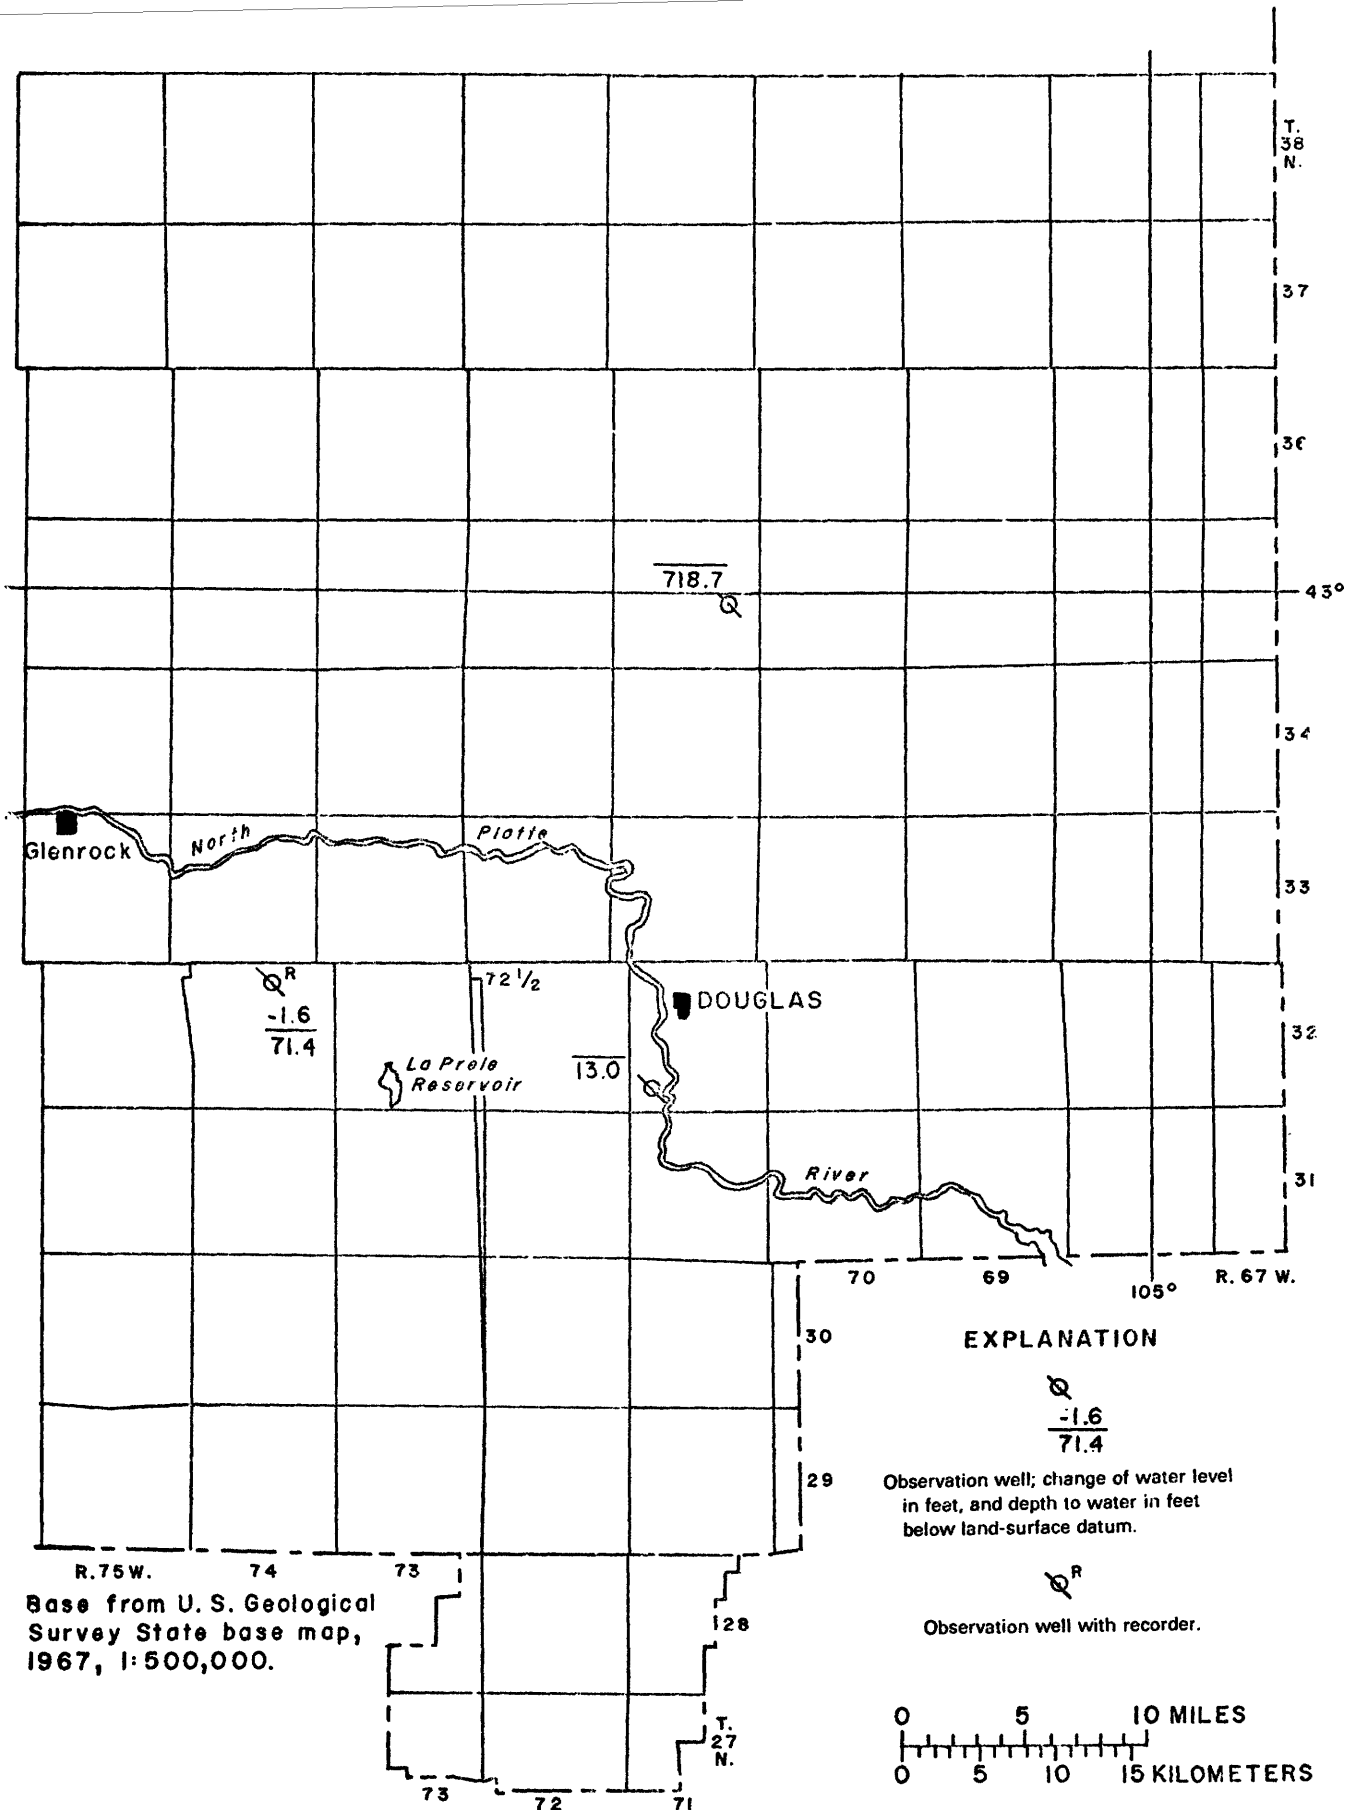 T.
38
N.
37
36
718.7
43°
34
Glenrock
North
Platte
33
R
72 1/2
DOUGLAS
-1.6
71.4
32
La Prele
Reservoir
13.0
River
31
70
69
105°
R. 67 W.
30
EXPLANATION
-1.6
71.4
29
Observation well; change of water level
in feet, and depth to water in feet
below land-surface datum.
R.75W.
74
73
R
Base from U. S. Geological
Survey State base map,
1967, 1:500,000.
28
Observation well with recorder.
T.
27
N.
0 5 10 MILES
0 5 10 15 KILOMETERS
73
72
71